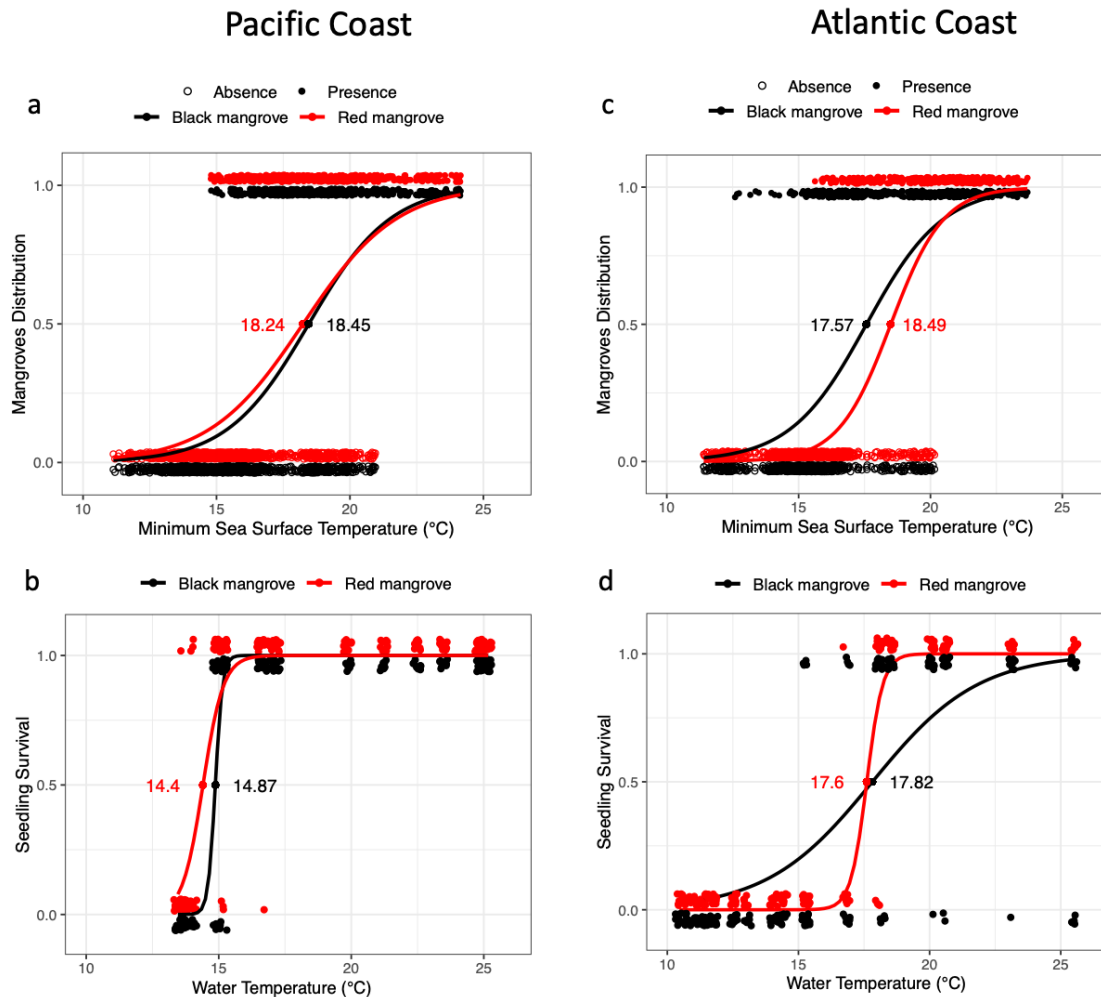 Pacific Coast
Atlantic Coast
a
Absence Presence
Black mangrove Red mangrove
Mangroves Distribution
1.0
0.5
0.0
18.24 18.45
10 15 20 25
Minimum Sea Surface Temperature (°C)
c
Absence Presence
Black mangrove Red mangrove
Mangroves Distribution
1.0
0.5
0.0
17.57 18.49
10 15 20 25
Minimum Sea Surface Temperature (°C)
b
Black mangrove Red mangrove
Seedling Survival
1.0
0.5
0.0
14.4 14.87
10 15 20 25
Water Temperature (°C)
d
Black mangrove Red mangrove
Seedling Survival
1.0
0.5
0.0
17.6 17.82
10 15 20 25
Water Temperature (°C)